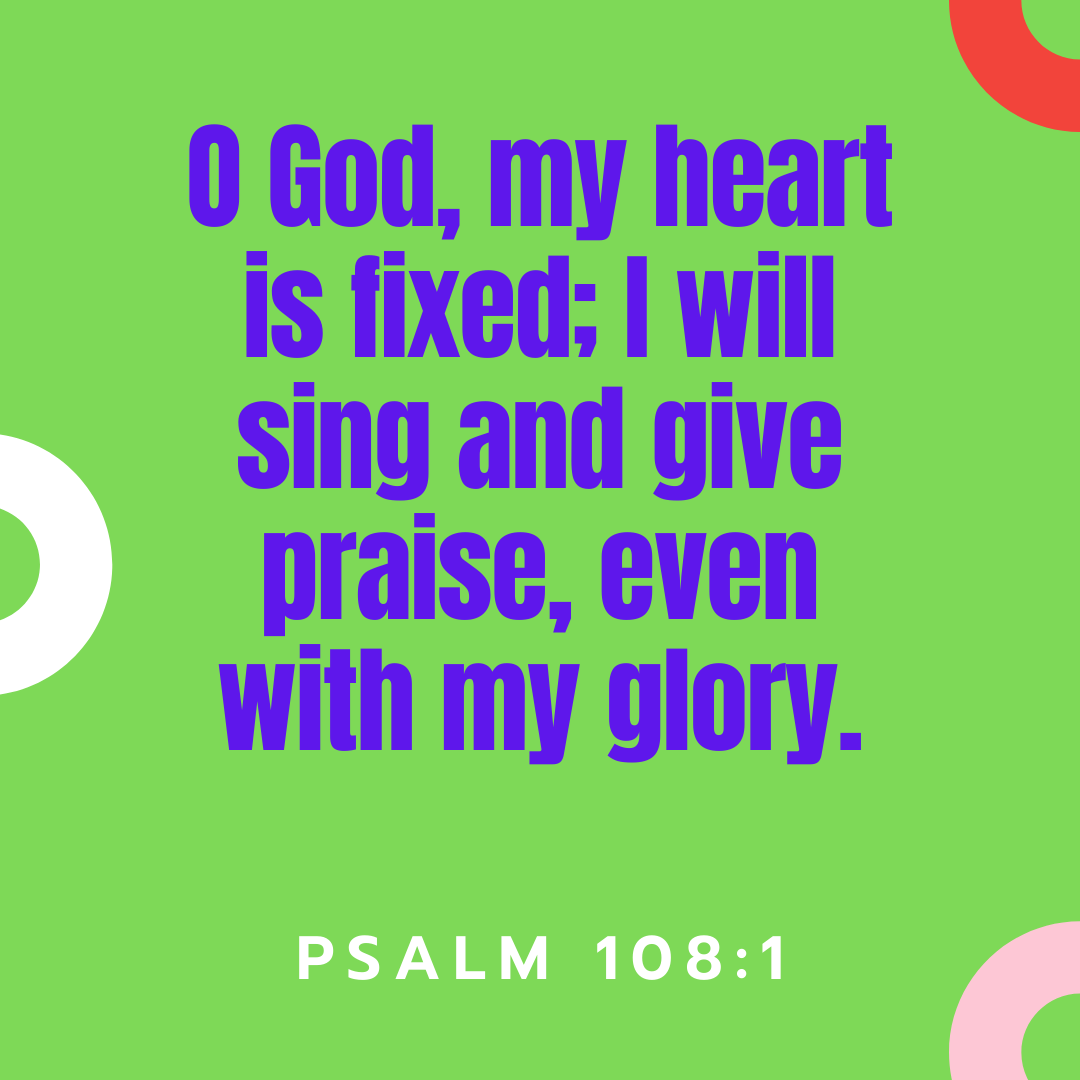 O God, my heart
is fixed; I will
sing and give
praise, even
with my glory.
PSALM 108:1